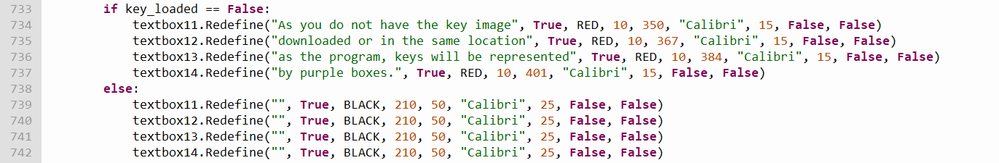 733 if key_loaded == False:
734 textbox11.Redefine("As you do not have the key image", True, RED, 10, 350, "Calibri", 15, False, False)
735 textbox12.Redefine("downloaded or in the same location", True, RED, 10, 367, "Calibri", 15, False, False)
736 textbox13.Redefine("as the program, keys will be represented", True, RED, 10, 384, "Calibri", 15, False, False)
737 textbox14.Redefine("by purple boxes.", True, RED, 10, 401, "Calibri", 15, False, False)
738 else:
739 textbox11.Redefine("", True, BLACK, 210, 50, "Calibri", 25, False, False)
740 textbox12.Redefine("", True, BLACK, 210, 50, "Calibri", 25, False, False)
741 textbox13.Redefine("", True, BLACK, 210, 50, "Calibri", 25, False, False)
742 textbox14.Redefine("", True, BLACK, 210, 50, "Calibri", 25, False, False)